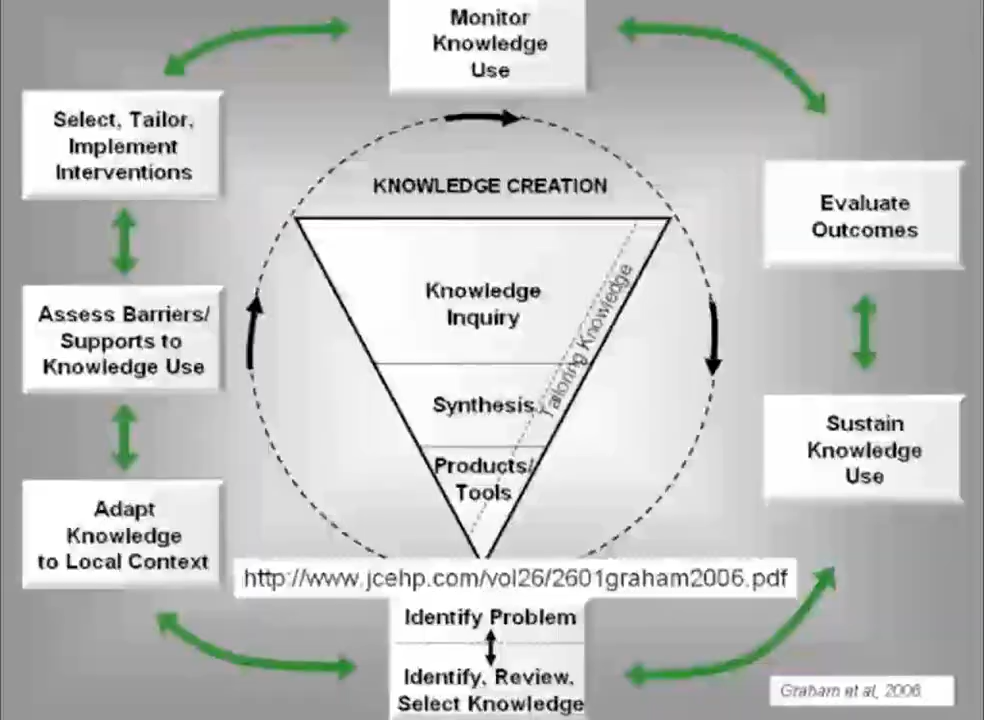 Monitor
Knowledge
Use
Select, Tailor,
Implement
Interventions
KNOWLEDGE CREATION
Evaluate
Outcomes
Knowledge
Inquiry
Tailoring Knowledge
Assess Barriers/
Supports to
Knowledge Use
Synthesis
Sustain
Knowledge
Use
Products/
Tools
Adapt
Knowledge
to Local Context
http://www.jcehp.com/vol26/2601graham2006.pdf
Identify Problem
Identify, Review,
Select Knowledge
Graham et al, 2006